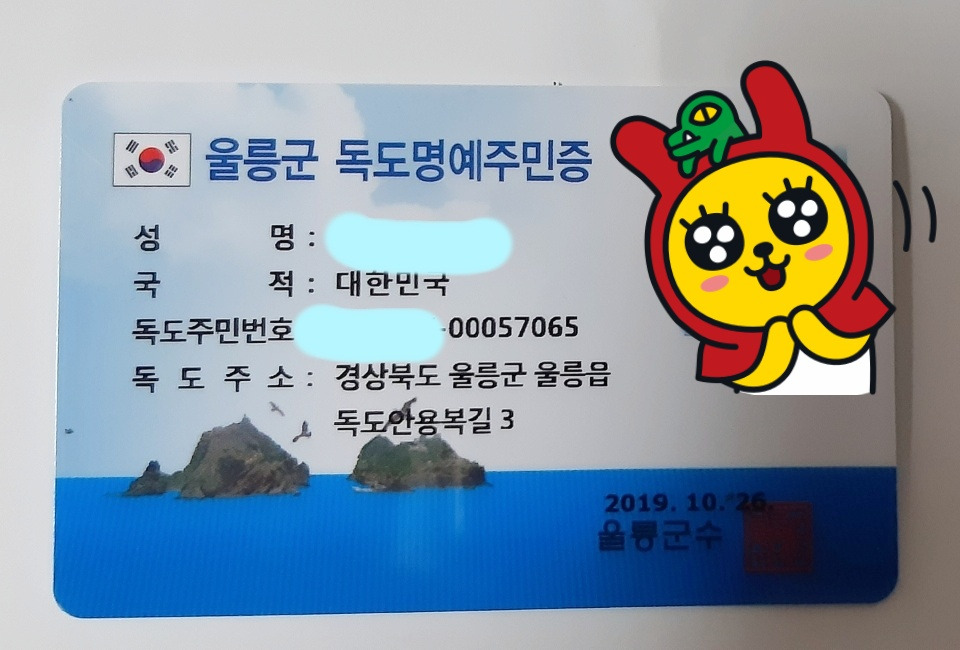 울릉군 독도명예주민증
성 명 :
국 적 : 대한민국
독도주민번호 -00057065
독 도 주 소 : 경상북도 울릉군 울릉읍
독도안용복길 3
2019. 10. 26.
울릉군수